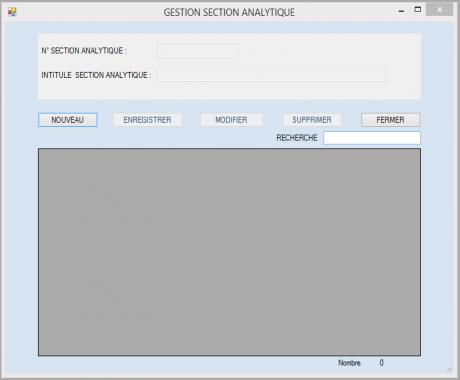 GESTION SECTION ANALYTIQUE
N° SECTION ANALYTIQUE :
INTITULE SECTION ANALYTIQUE :
NOUVEAU ENREGISTRER MODIFIER SUPPRIMER FERMER
RECHERCHE
Nombre 0